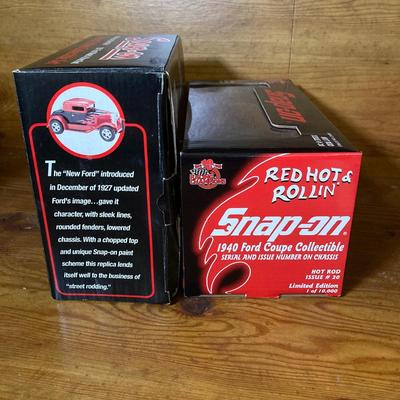 The "New Ford" introduced
in December of 1927 updated
Ford's image...gave it
character, with sleek lines,
rounded fenders, lowered
chassis. With a chopped top
and unique Snap-on paint
scheme this replica lends
itself well to the business of
"street rodding."
Snap-on
RED HOT &
ROLLIN'
Snap-on®
1940 Ford Coupe Collectible
SERIAL AND ISSUE NUMBER ON CHASSIS
HOT ROD
ISSUE # 20
Limited Edition
1 of 10,000